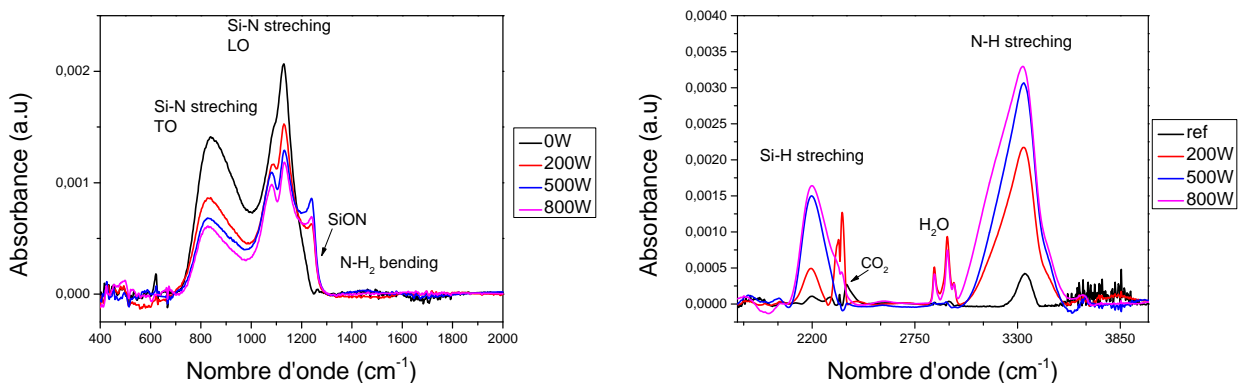 Si-N streching
LO
Si-N streching
TO
SiON
N-H2 bending
0,002
0,001
0,000
400 600 800 1000 1200 1400 1600 1800 2000
Absorbance (a.u)
Nombre d'onde (cm-1)
0W
200W
500W
800W
0,0040
0,0035
0,0030
0,0025
0,0020
0,0015
0,0010
0,0005
0,0000
2200 2750 3300 3850
Absorbance (a.u)
Nombre d'onde (cm-1)
N-H streching
Si-H streching
H2O
CO2
ref
200W
500W
800W